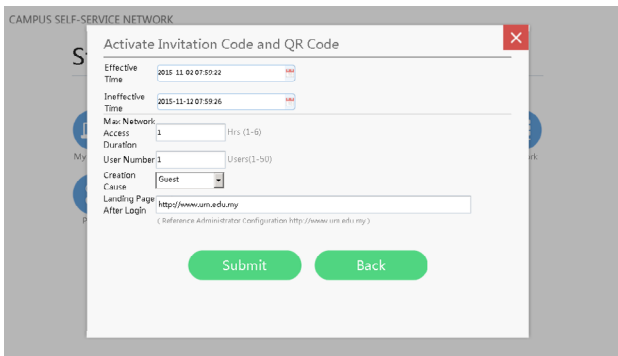 CAMPUS SELF-SERVICE NETWORK
Activate Invitation Code and QR Code
Effective
Time
2015-11-02 07:59:22
Ineffective
Time
2015-11-12 07:59:26
Max Network
Access
Duration
1
Hrs (1-6)
User Number
1
Users(1-50)
Creation
Cause
Guest
Landing Page
After Login
http://www.um.edu.my
( Reference Administrator Configuration http://www.um.edu.my )
Submit
Back
My